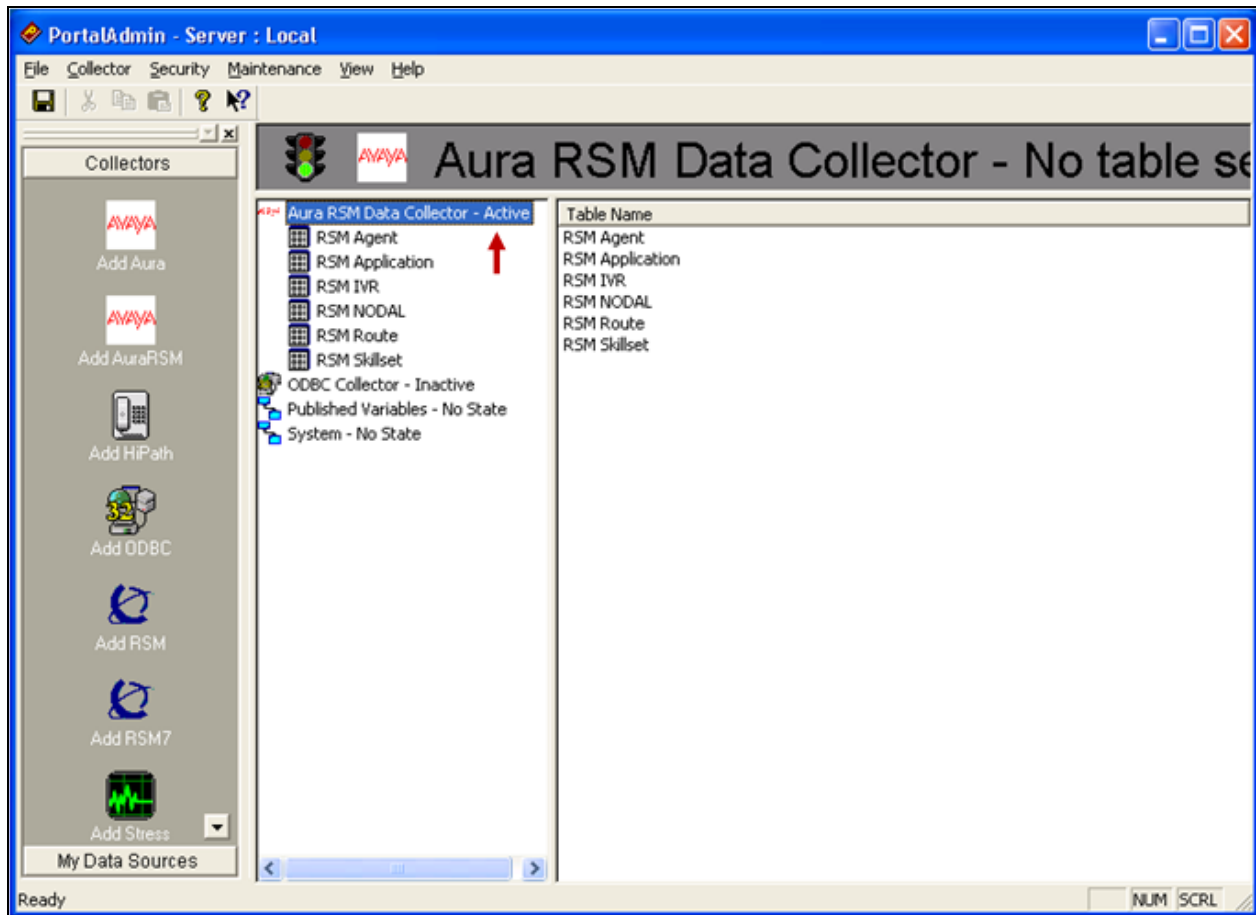 PortalAdmin - Server : Local
File Collector Security Maintenance View Help
Collectors
AVAYA
Add Aura
AVAYA
Add AuraRSM
Add HiPath
32
Add ODBC
Add RSM
Add RSM7
Add Stress
My Data Sources
AVAYA Aura RSM Data Collector - No table se
Aura RSM Data Collector - Active
RSM Agent
RSM Application
RSM IVR
RSM NODAL
RSM Route
RSM Skillset
ODBC Collector - Inactive
Published Variables - No State
System - No State
Table Name
RSM Agent
RSM Application
RSM IVR
RSM NODAL
RSM Route
RSM Skillset
Ready
NUM SCRL